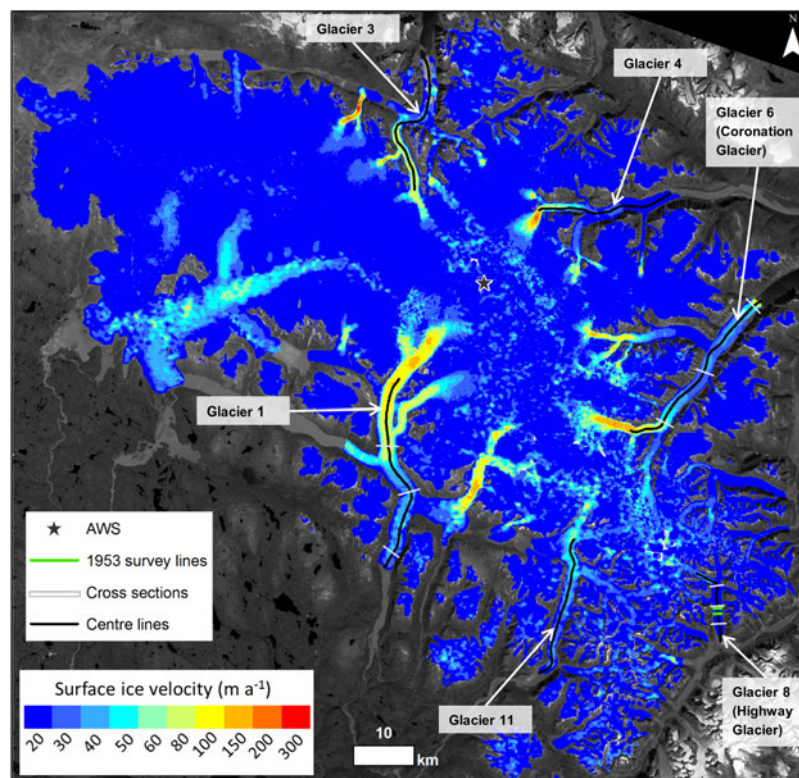 N
Glacier 3
Glacier 4
Glacier 6
(Coronation
Glacier)
Glacier 1
AWS
1953 survey lines
Cross sections
Centre lines
Surface ice velocity (m a⁻¹)
20 30 40 50 60 80 100 150 200 300
10
km
Glacier 11
Glacier 8
(Highway
Glacier)